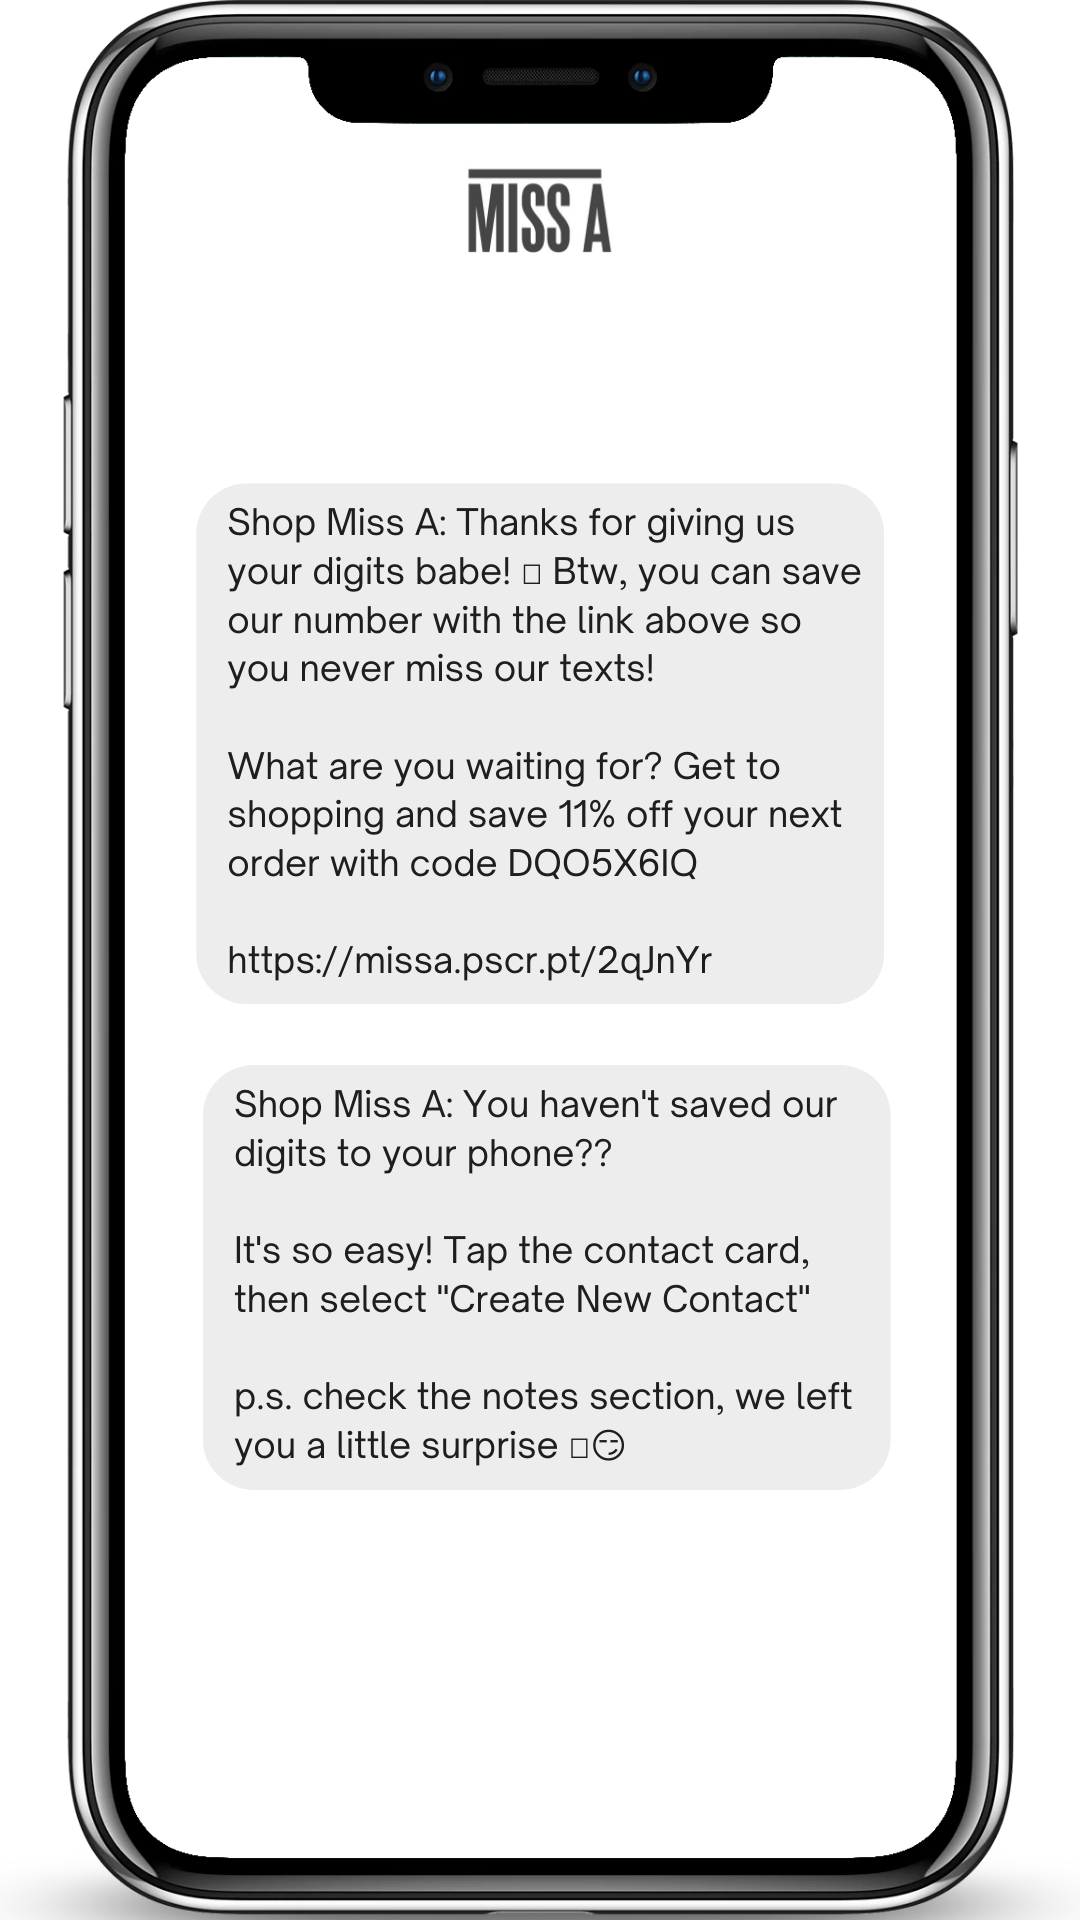 MISS A
Shop Miss A: Thanks for giving us
your digits babe! □ Btw, you can save
our number with the link above so
you never miss our texts!
What are you waiting for? Get to
shopping and save 11% off your next
order with code DQO5X6IQ
https://missa.pscr.pt/2qJnYr
Shop Miss A: You haven't saved our
digits to your phone??
It's so easy! Tap the contact card,
then select "Create New Contact"
p.s. check the notes section, we left
you a little surprise □😏